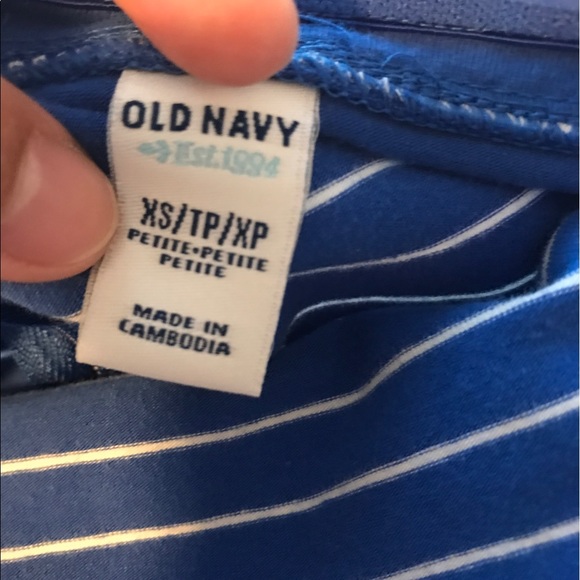 OLD NAVY
Est.1994
XS/TP/XP
PETITE•PETITE
PETITE
MADE IN
CAMBODIA